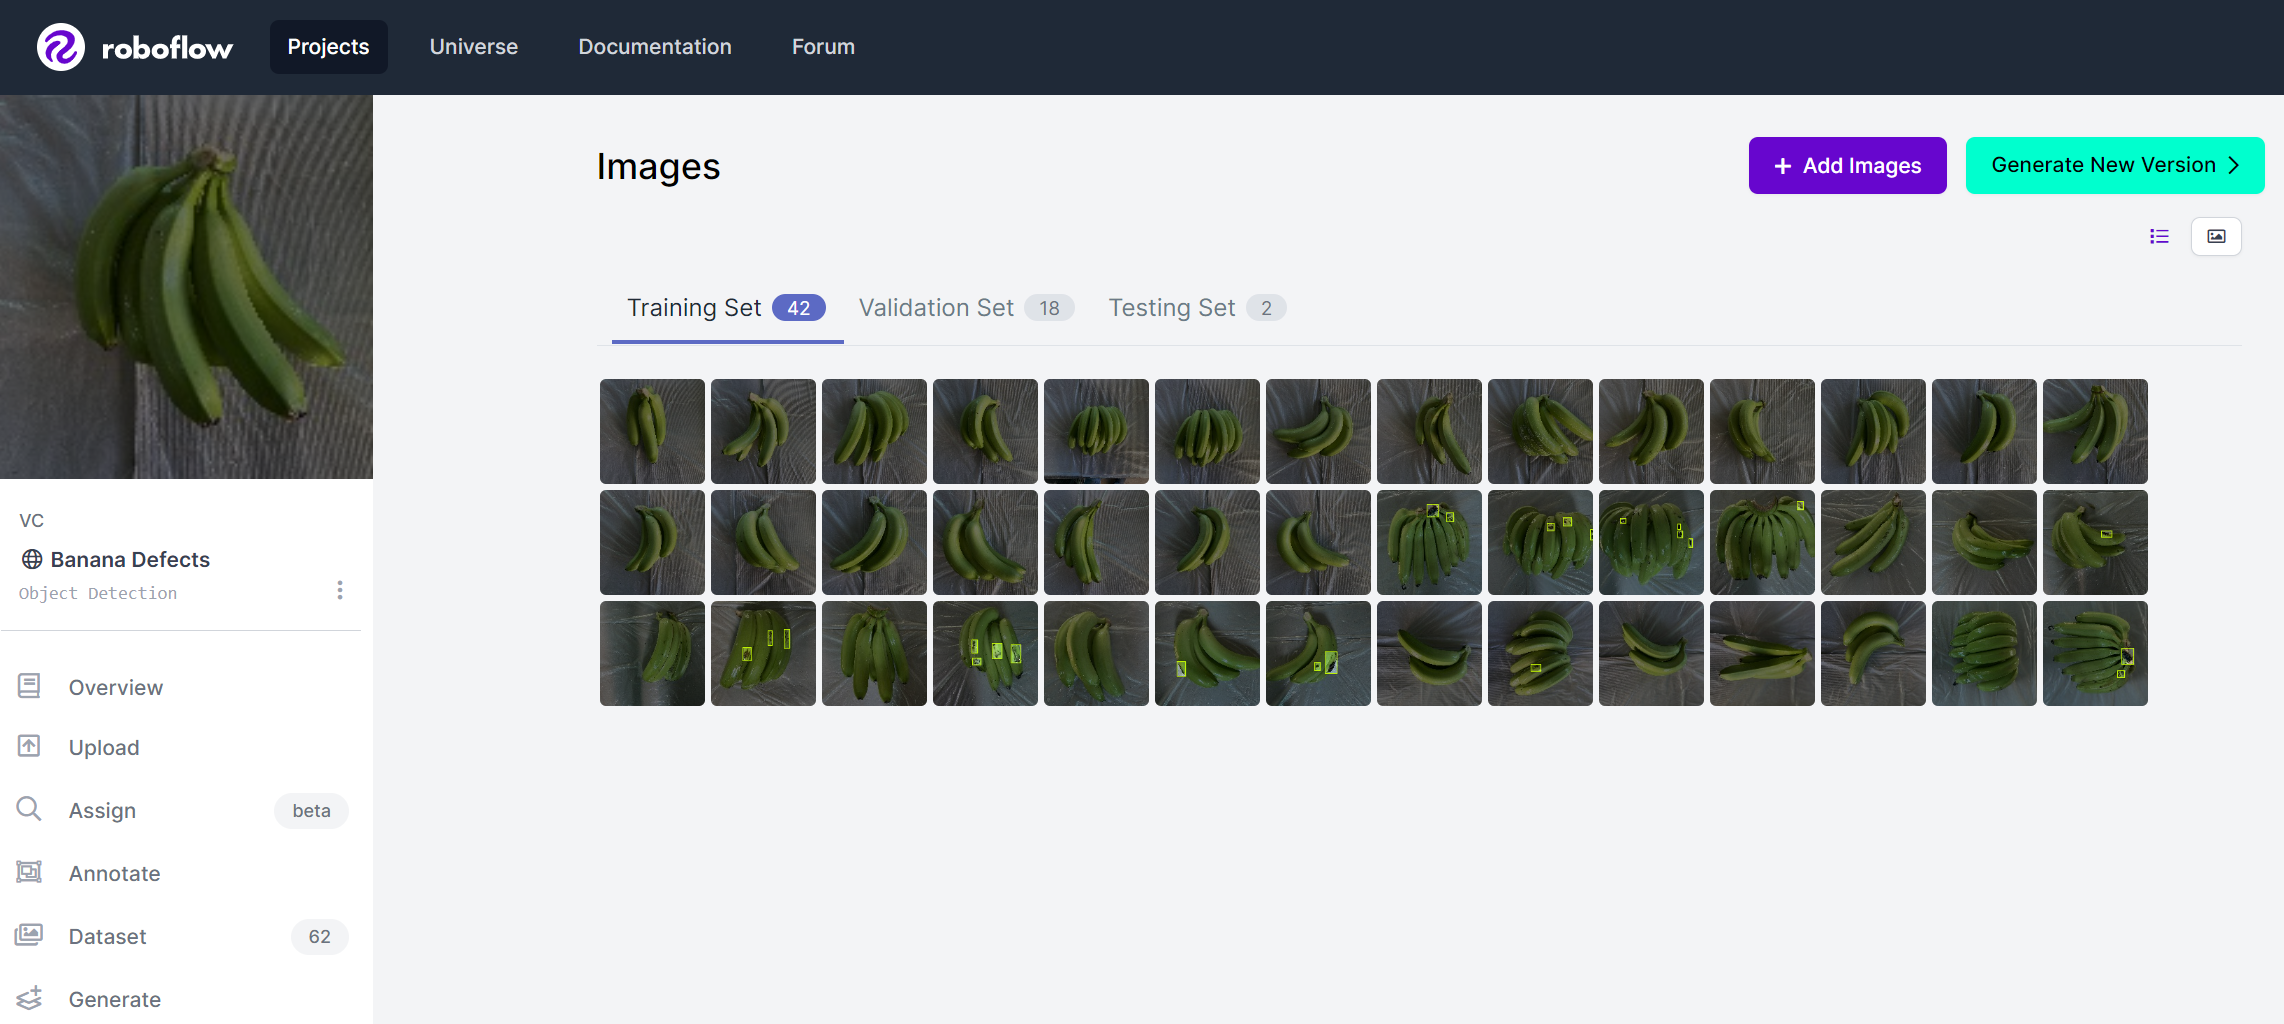 roboflow Projects Universe Documentation Forum
Images
+ Add Images
Generate New Version >
Training Set 42 Validation Set 18 Testing Set 2
VC
Banana Defects
Object Detection
Overview
Upload
Assign beta
Annotate
Dataset 62
Generate